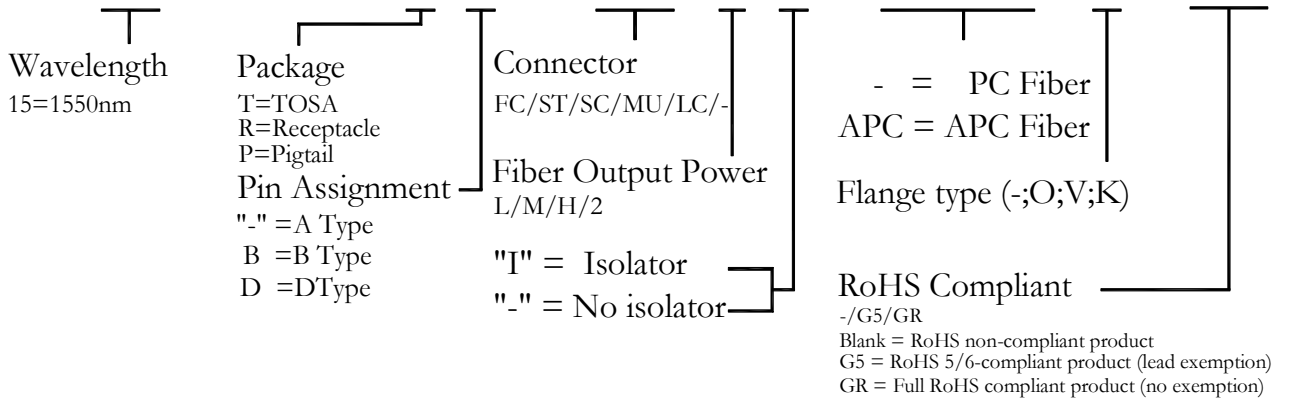 Wavelength
15=1550nm
Package
T=TOSA
R=Receptacle
P=Pigtail
Pin Assignment
"-" =A Type
B =B Type
D =DType
Connector
FC/ST/SC/MU/LC/-
Fiber Output Power
L/M/H/2
"I" = Isolator
"-" = No isolator
- = PC Fiber
APC = APC Fiber
Flange type (-;O;V;K)
RoHS Compliant
-/G5/GR
Blank = RoHS non-compliant product
G5 = RoHS 5/6-compliant product (lead exemption)
GR = Full RoHS compliant product (no exemption)